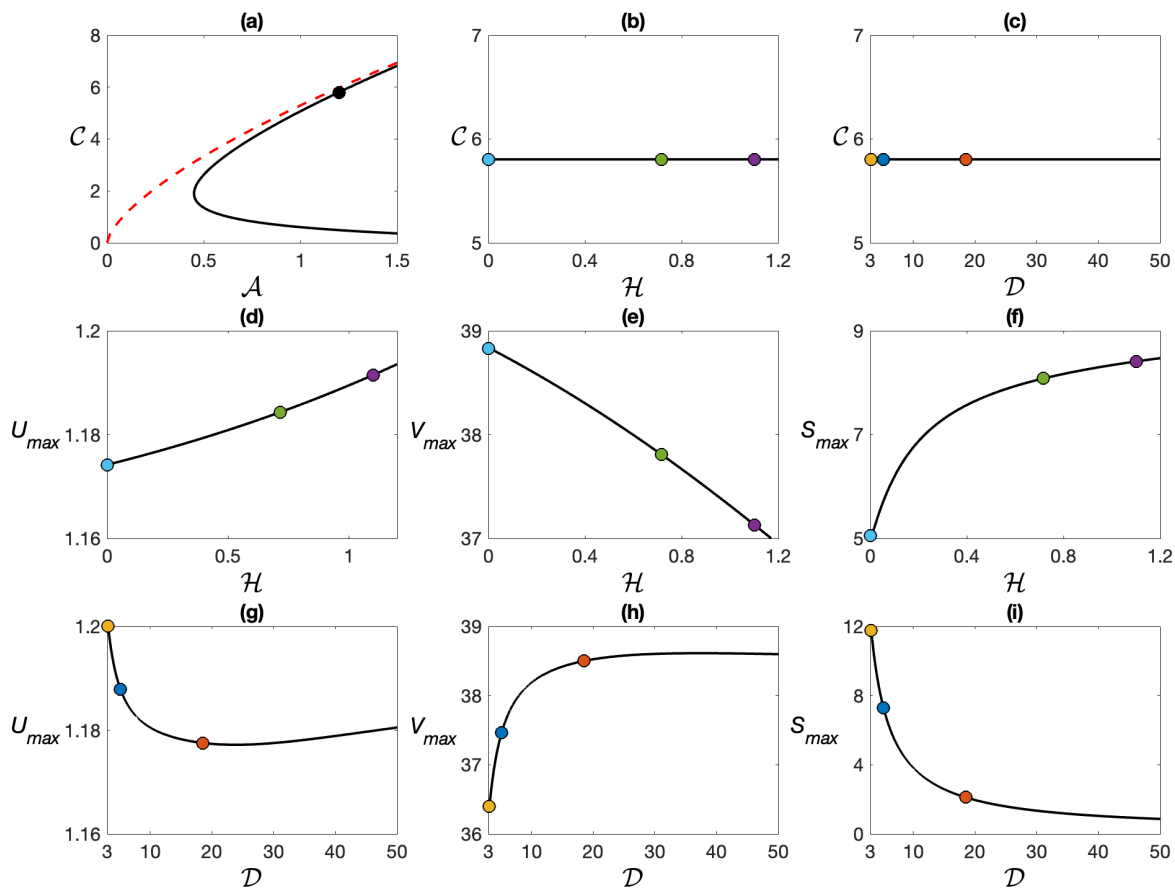 (a)
8
6
C
4
2
0
0 0.5 1 1.5
A
(b)
7
C
6
5
0 0.4 0.8 1.2
H
(c)
7
C
6
5
3 10 20 30 40 50
D
(d)
1.2
U_max
1.18
1.16
0 0.5 1
H
(e)
39
V_max
38
37
0 0.4 0.8 1.2
H
(f)
9
S_max
7
5
0 0.4 0.8 1.2
H
(g)
1.20
U_max
1.18
1.16
3 10 20 30 40 50
D
(h)
39
38
V_max
37
36
3 10 20 30 40 50
D
(i)
12
8
S_max
4
0
3 10 20 30 40 50
D